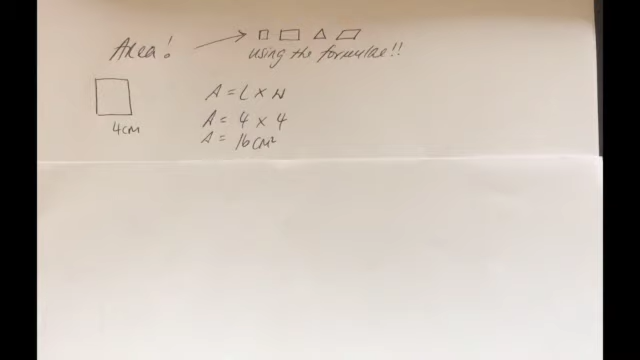 Area!
using the formulae!!
4cm
A = L x W
A = 4 x 4
A = 16cm²